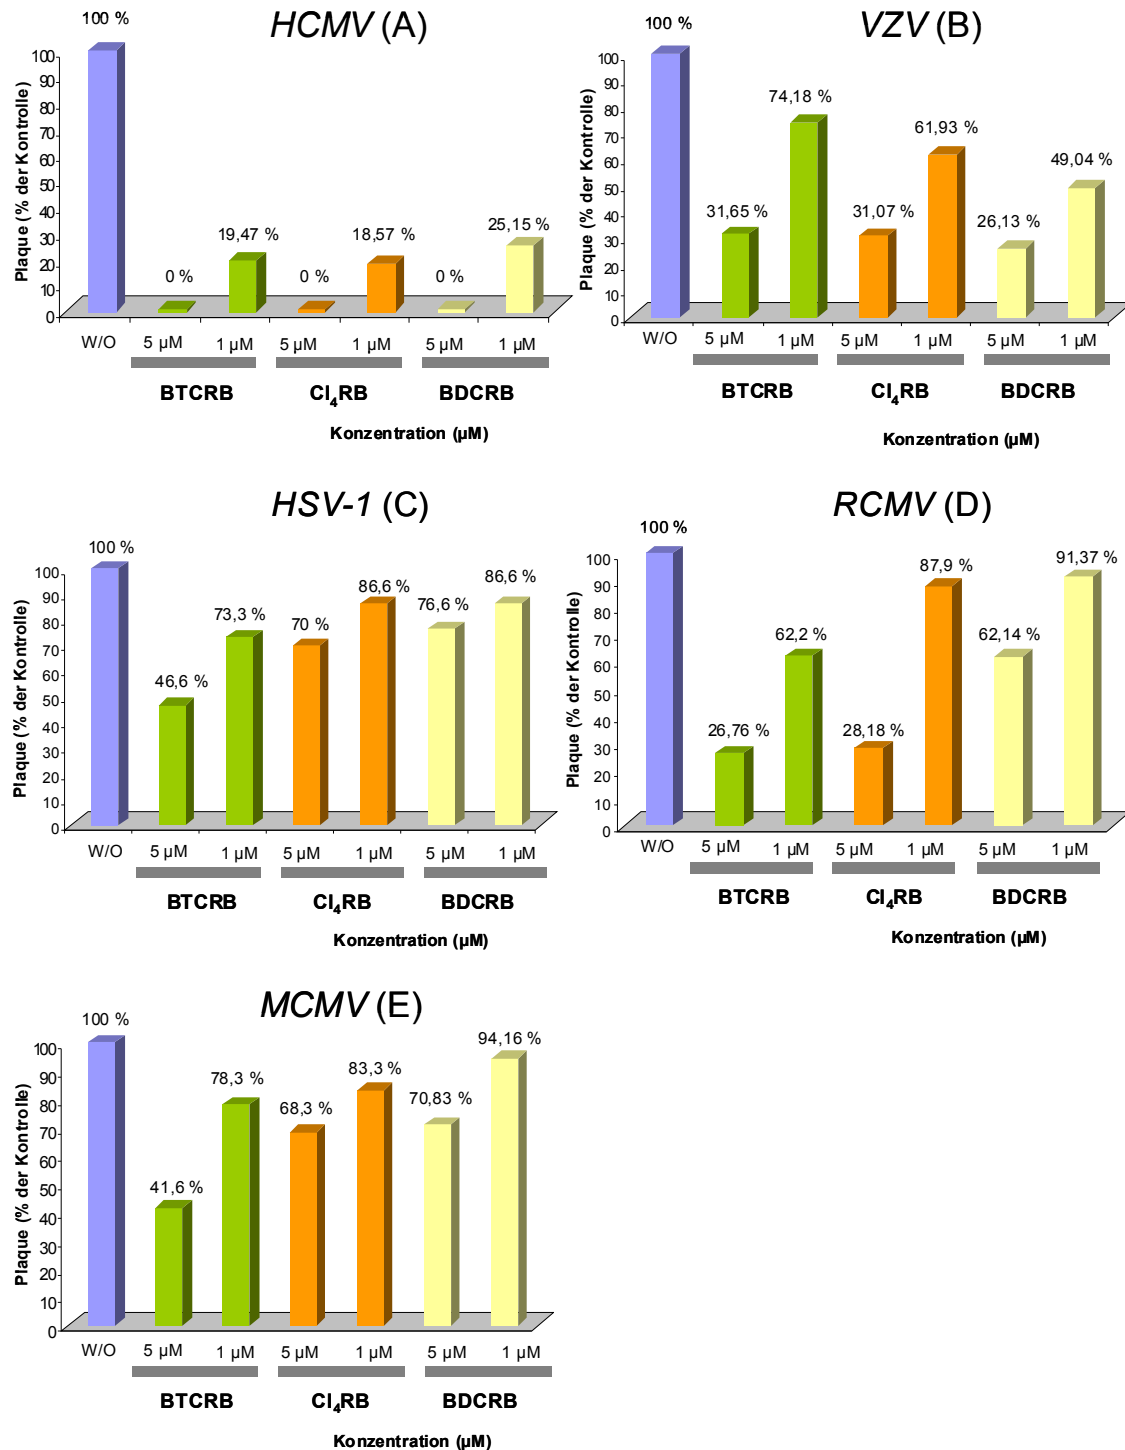 HCMV (A)
100 %
Plaque (% der Kontrolle)
100
90
80
70
60
50
40
30
20
10
0
0 %
19,47 %
0 %
18,57 %
0 %
25,15 %
W/O
5 µM
1 µM
5 µM
1 µM
5 µM
1 µM
BTCRB
Cl4RB
BDCRB
Konzentration (µM)
VZV (B)
100 %
Plaque (% der Kontrolle)
100
90
80
70
60
50
40
30
20
10
0
31,65 %
74,18 %
31,07 %
61,93 %
26,13 %
49,04 %
W/O
5 µM
1 µM
5 µM
1 µM
5 µM
1 µM
BTCRB
Cl4RB
BDCRB
Konzentration (µM)
HSV-1 (C)
100 %
Plaque (% der Kontrolle)
100
90
80
70
60
50
40
30
20
10
0
46,6 %
73,3 %
70 %
86,6 %
76,6 %
86,6 %
W/O
5 µM
1 µM
5 µM
1 µM
5 µM
1 µM
BTCRB
Cl4RB
BDCRB
Konzentration (µM)
RCMV (D)
100 %
Plaque (% der Kontrolle)
100
90
80
70
60
50
40
30
20
10
0
26,76 %
62,2 %
28,18 %
87,9 %
62,14 %
91,37 %
W/O
5 µM
1 µM
5 µM
1 µM
5 µM
1 µM
BTCRB
Cl4RB
BDCRB
Konzentration (µM)
MCMV (E)
100 %
Plaque (% der Kontrolle)
100
90
80
70
60
50
40
30
20
10
0
41,6 %
78,3 %
68,3 %
83,3 %
70,83 %
94,16 %
W/O
5 µM
1 µM
5 µM
1 µM
5 µM
1 µM
BTCRB
Cl4RB
BDCRB
Konzentration (µM)